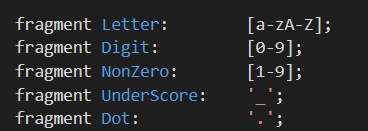 fragment Letter: [a-zA-Z];
fragment Digit: [0-9];
fragment NonZero: [1-9];
fragment UnderScore: '_';
fragment Dot: '.';